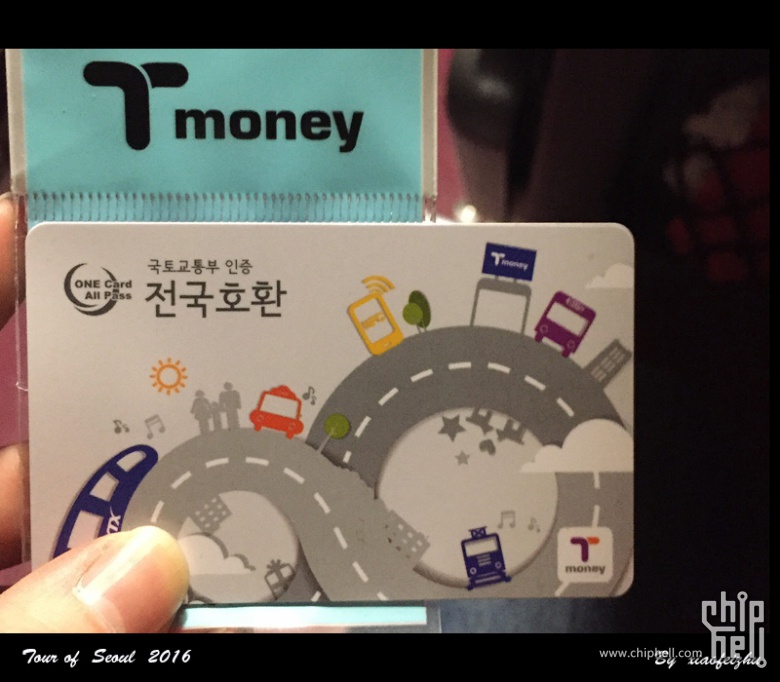 T money
국토교통부 인증
ONE Card
All Pass
전국호환
T money
NFC
T
money
Tour of Seoul 2016
www.chiphell.com
By xiaofeizhu
chip
hell